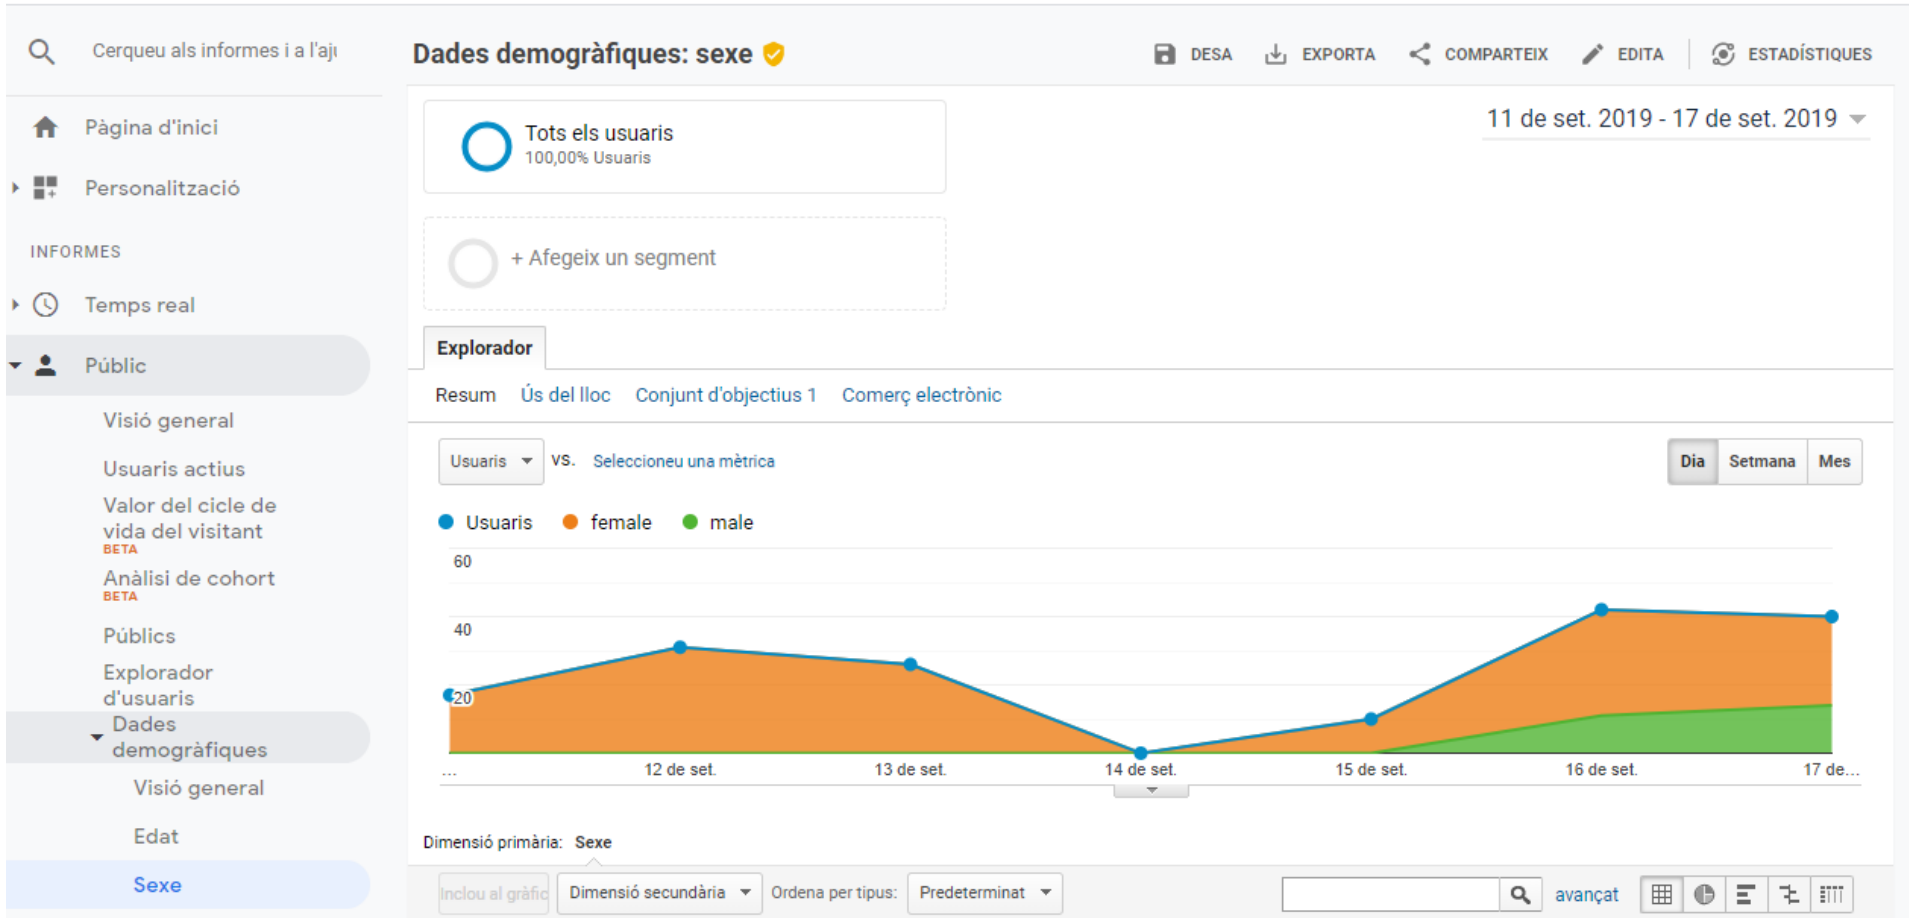 Cerqueu als informes i a l'aju
Pàgina d'inici
Personalització
INFORMES
Temps real
Públic
Visió general
Usuaris actius
Valor del cicle de
vida del visitant
BETA
Anàlisi de cohort
BETA
Públics
Explorador
d'usuaris
Dades
demogràfiques
Visió general
Edat
Sexe
Dades demogràfiques: sexe
DESA EXPORTA COMPARTEIX EDITA ESTADÍSTIQUES
Tots els usuaris
100,00% Usuaris
11 de set. 2019 - 17 de set. 2019
+ Afegeix un segment
Explorador
Resum Ús del lloc Conjunt d'objectius 1 Comerç electrònic
Usuaris VS. Seleccioneu una mètrica
Dia Setmana Mes
Usuaris female male
60
40
20
... 12 de set. 13 de set. 14 de set. 15 de set. 16 de set. 17 de...
Dimensió primària: Sexe
Inclou al gràfic Dimensió secundària Ordena per tipus: Predeterminat avançat